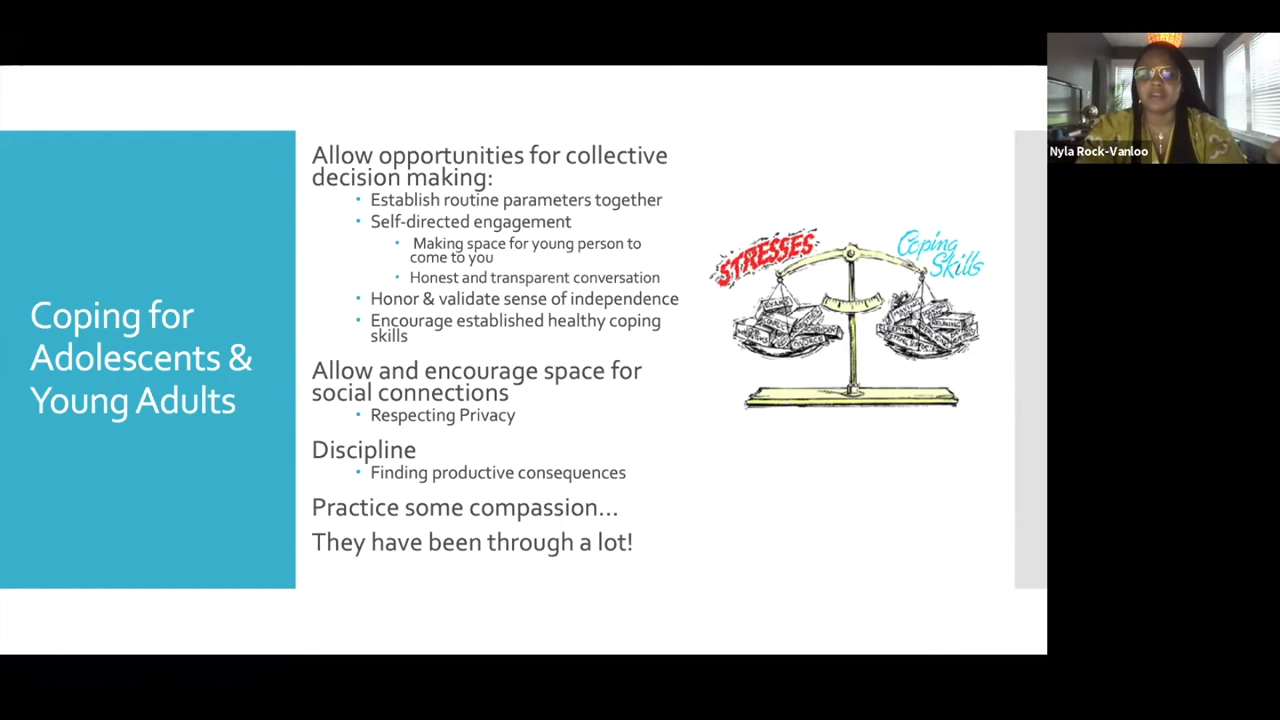 Coping for
Adolescents &
Young Adults
Allow opportunities for collective
decision making:
• Establish routine parameters together
• Self-directed engagement
• Making space for young person to
come to you
• Honest and transparent conversation
• Honor & validate sense of independence
• Encourage established healthy coping
skills
Allow and encourage space for
social connections
• Respecting Privacy
Discipline
• Finding productive consequences
Practice some compassion...
They have been through a lot!
STRESSES
Coping
Skills
Nyla Rock-Vanloo